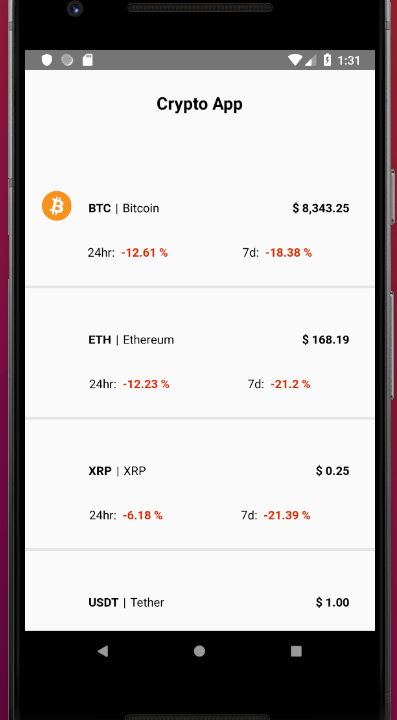 1:31
Crypto App
BTC | Bitcoin $ 8,343.25
24hr: -12.61 % 7d: -18.38 %
ETH | Ethereum $ 168.19
24hr: -12.23 % 7d: -21.2 %
XRP | XRP $ 0.25
24hr: -6.18 % 7d: -21.39 %
USDT | Tether $ 1.00